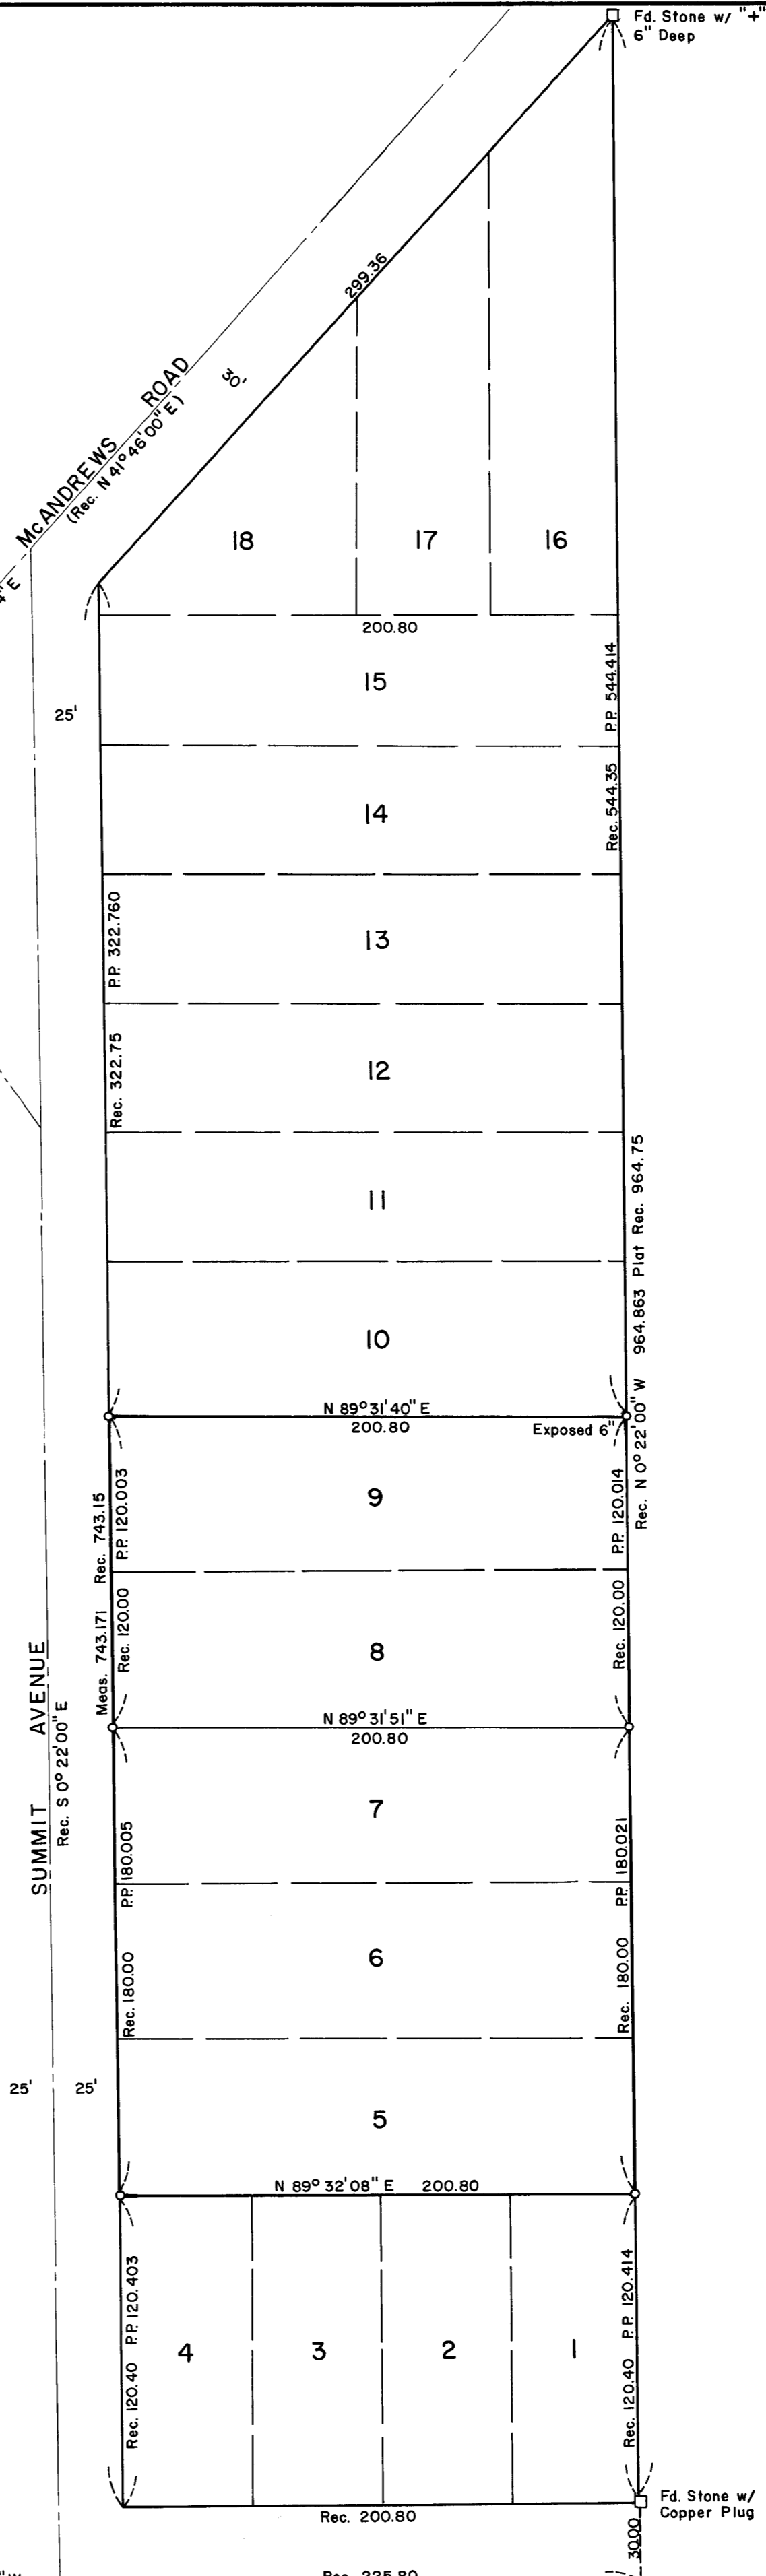 Fd. Stone w/ "+"
6" Deep
299.36
McANDREWS ROAD
(Rec. N 41° 46' 00" E)
30'
4" E
18
17
16
200.80
15
P.P. 544.414
25'
14
Rec. 544.35
13
P.P. 322.760
12
Rec. 322.75
11
964.863 Plat Rec. 964.75
10
Rec. N 0° 22' 00" W
N 89° 31' 40" E
200.80
Exposed 6"
9
P.P. 120.003
P.P. 120.014
Meas. 743.171 Rec. 743.15
Rec. 120.00
Rec. 120.00
8
SUMMIT AVENUE
Rec. S 0° 22' 00" E
N 89° 31' 51" E
200.80
7
P.P. 180.005
P.P. 180.021
6
Rec. 180.00
Rec. 180.00
25'
25'
5
N 89° 32' 08" E 200.80
Rec. 120.40 P.P. 120.403
Rec. 120.40 P.P. 120.414
4
3
2
1
Fd. Stone w/
Copper Plug
Rec. 200.80
30.00
Rec. 225.80